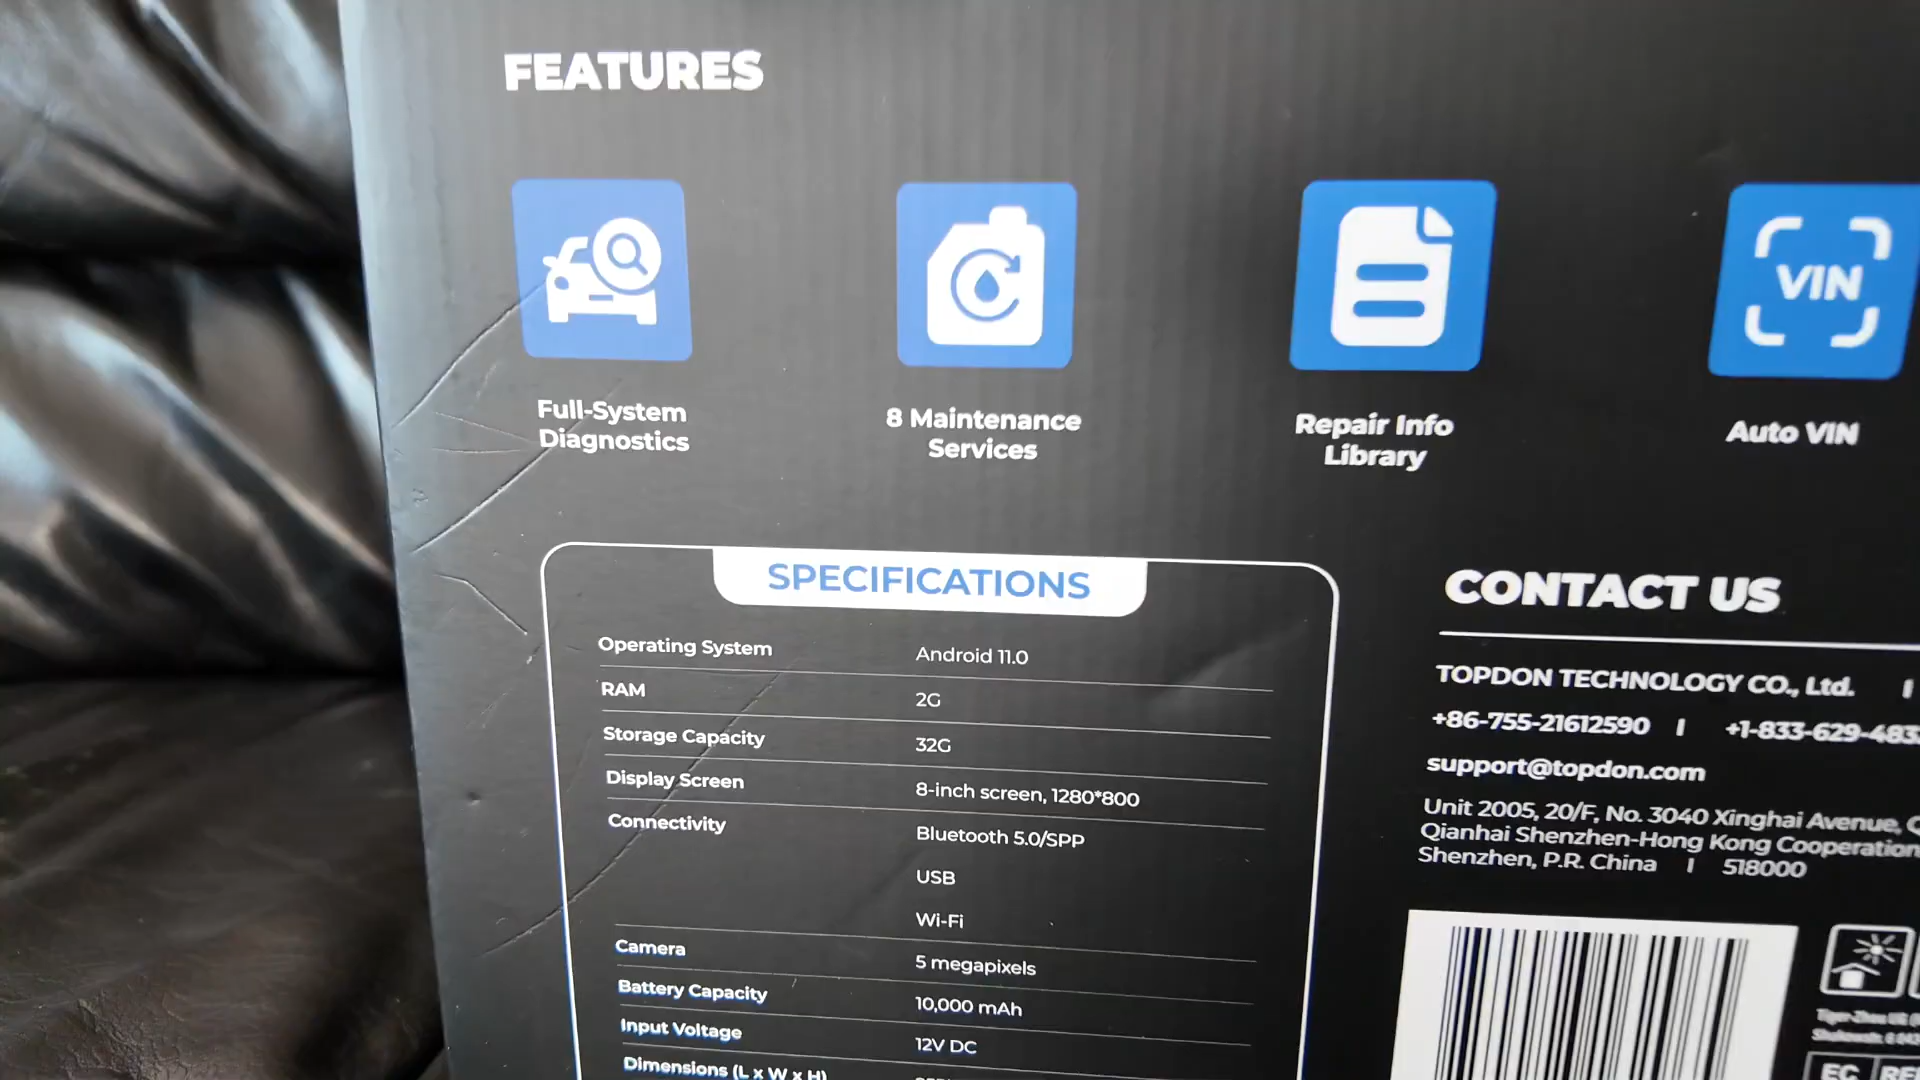 FEATURES
VIN
Full-System
Diagnostics
8 Maintenance
Services
Repair Info
Library
Auto VIN
SPECIFICATIONS
Operating System Android 11.0
RAM 2G
Storage Capacity 32G
Display Screen 8-inch screen, 1280*800
Connectivity Bluetooth 5.0/SPP
USB
Wi-Fi
Camera 5 megapixels
Battery Capacity 10,000 mAh
Input Voltage 12V DC
Dimensions (L x W x H)
CONTACT US
TOPDON TECHNOLOGY CO., Ltd. I
+86-755-21612590 I +1-833-629-483
support@topdon.com
Unit 2005, 20/F, No. 3040 Xinghai Avenue,
Qianhai Shenzhen-Hong Kong Cooperation
Shenzhen, P.R. China I 518000
EC